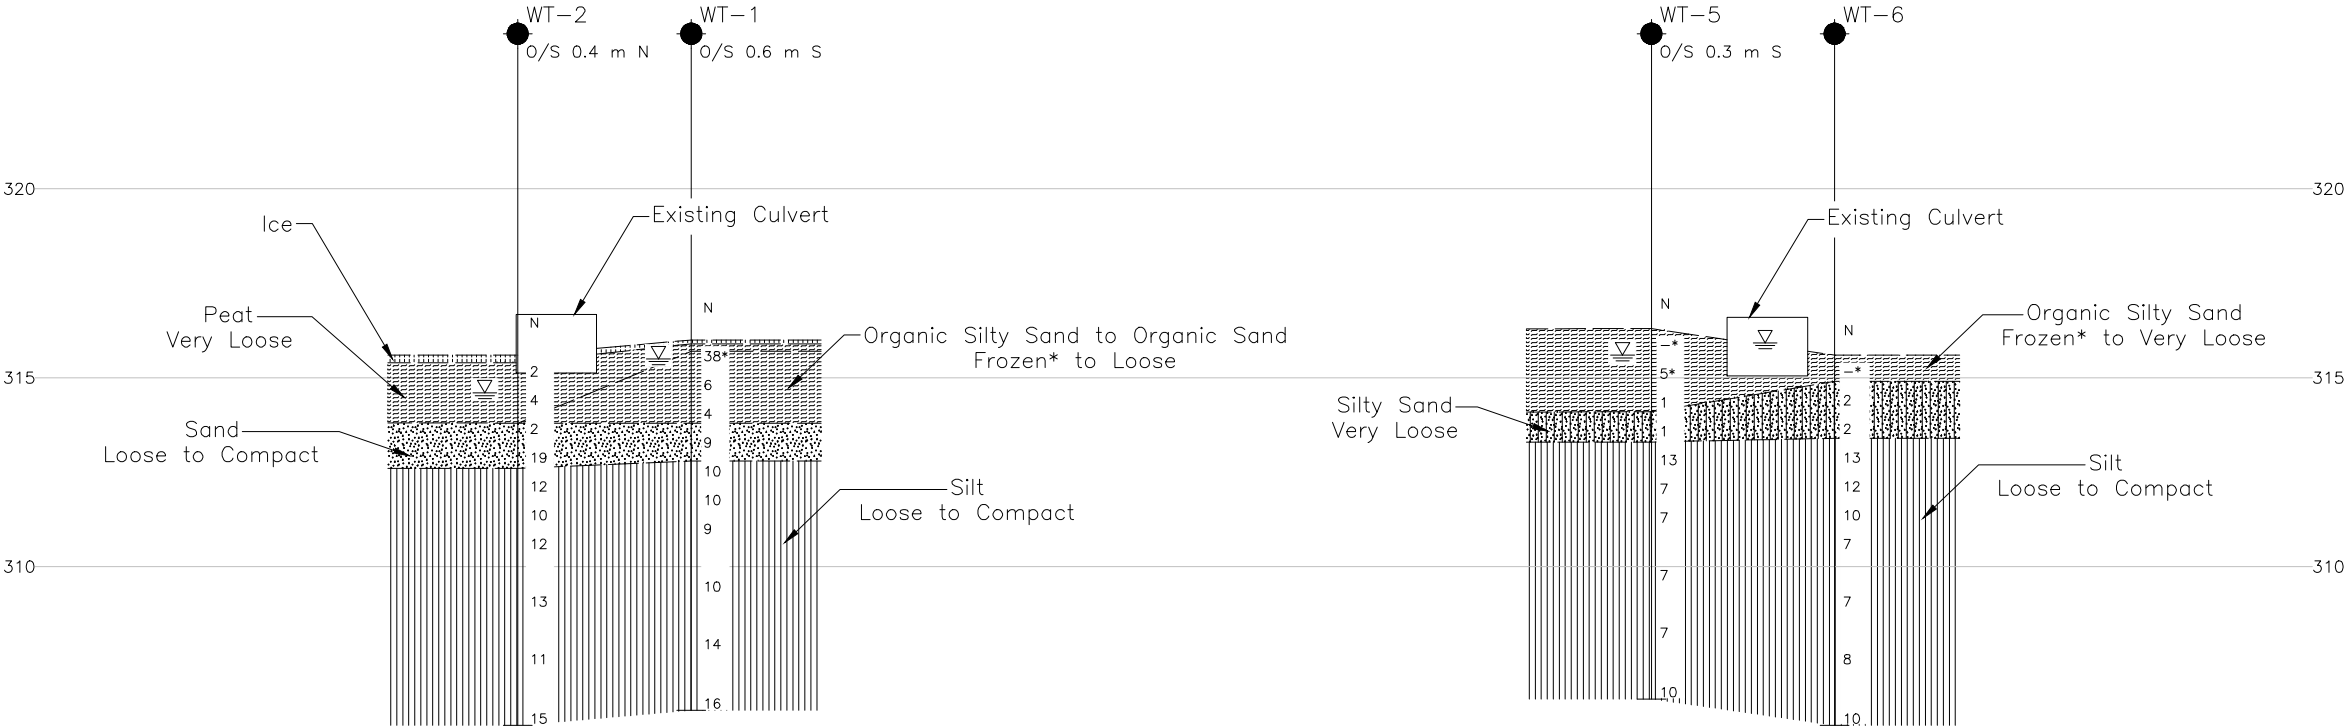 WT-2
O/S 0.4 m N
WT-1
O/S 0.6 m S
WT-5
O/S 0.3 m S
WT-6
320
320
Ice
Existing Culvert
Existing Culvert
Peat
Very Loose
Organic Silty Sand to Organic Sand
Frozen* to Loose
Organic Silty Sand
Frozen* to Very Loose
315
315
Sand
Loose to Compact
Silty Sand
Very Loose
Silt
Loose to Compact
Silt
Loose to Compact
310
310
N
2
4
2
19
12
10
12
13
11
15
N
38*
6
4
9
10
10
9
10
14
16
N
-*
5*
1
1
13
7
7
7
7
10
N
-*
2
2
13
12
10
7
7
8
10